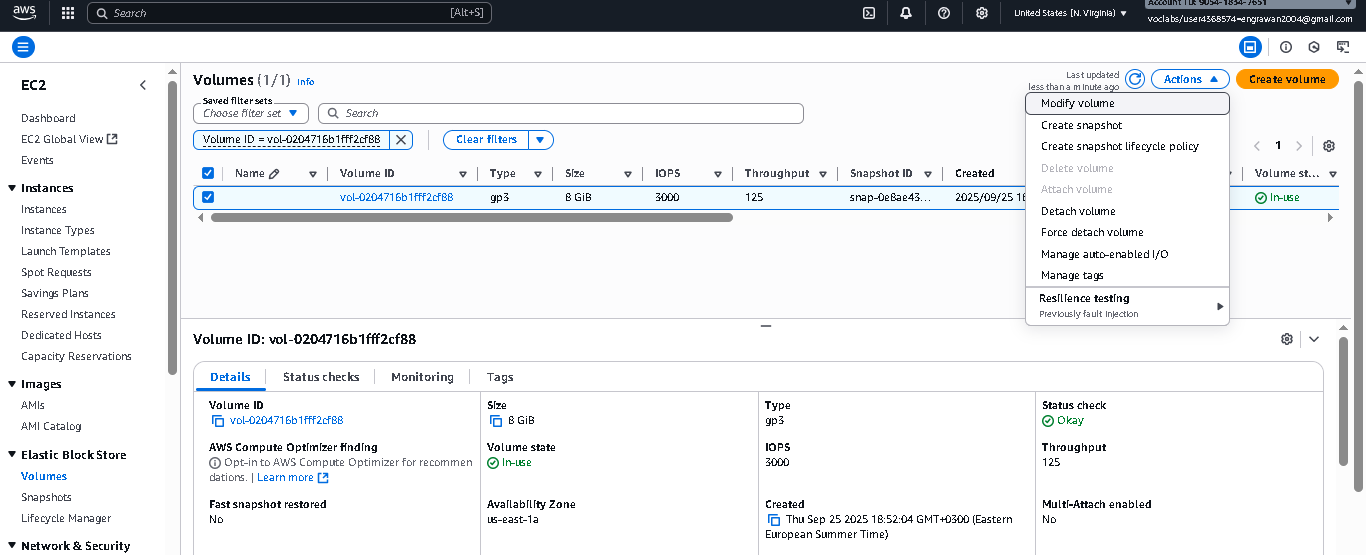 aws
Search [Alt+S]
United States (N. Virginia)
Account ID: 9054-1834-7651
voclabs/user4368574=engrawan2004@gmail.com
EC2
Dashboard
EC2 Global View
Events
Instances
Instances
Instance Types
Launch Templates
Spot Requests
Savings Plans
Reserved Instances
Dedicated Hosts
Capacity Reservations
Images
AMIs
AMI Catalog
Elastic Block Store
Volumes
Snapshots
Lifecycle Manager
Network & Security
Volumes (1/1) Info
Last updated
less than a minute ago
Actions
Create volume
Saved filter sets
Choose filter set
Search
Volume ID = vol-0204716b1fff2cf88
Clear filters
1
Name Volume ID Type Size IOPS Throughput Snapshot ID Created Volume st...
vol-0204716b1fff2cf88 gp3 8 GiB 3000 125 snap-0e8ae43... 2025/09/25 18 In-use
Modify volume
Create snapshot
Create snapshot lifecycle policy
Delete volume
Attach volume
Detach volume
Force detach volume
Manage auto-enabled I/O
Manage tags
Resilience testing
Previously fault injection
Volume ID: vol-0204716b1fff2cf88
Details Status checks Monitoring Tags
Volume ID
vol-0204716b1fff2cf88
AWS Compute Optimizer finding
Opt-in to AWS Compute Optimizer for recommen
dations. | Learn more
Fast snapshot restored
No
Size
8 GiB
Volume state
In-use
Availability Zone
us-east-1a
Type
gp3
IOPS
3000
Created
Thu Sep 25 2025 18:52:04 GMT+0300 (Eastern
European Summer Time)
Status check
Okay
Throughput
125
Multi-Attach enabled
No